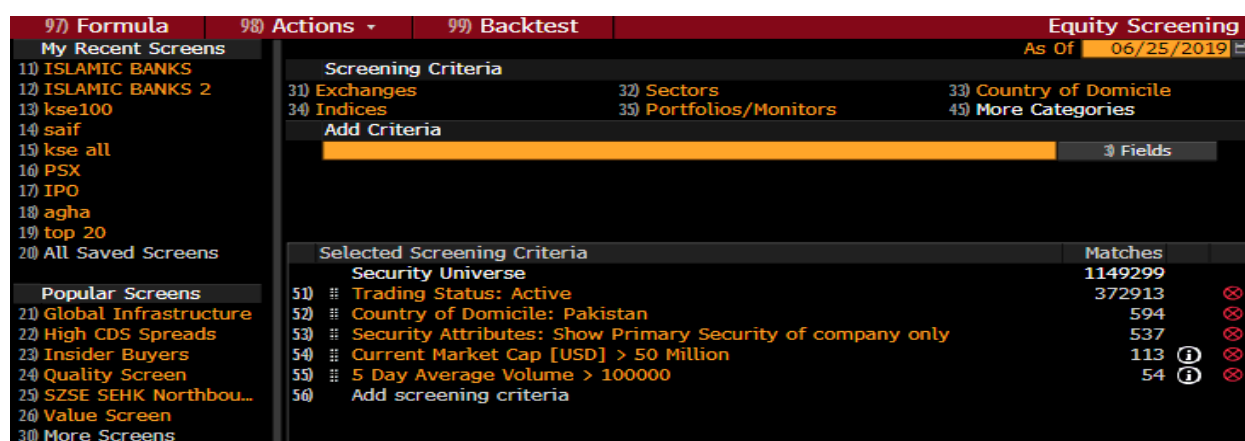 97) Formula 98) Actions 99) Backtest Equity Screening
My Recent Screens
11) ISLAMIC BANKS
12) ISLAMIC BANKS 2
13) kse100
14) saif
15) kse all
16) PSX
17) IPO
18) agha
19) top 20
20) All Saved Screens
Popular Screens
21) Global Infrastructure
22) High CDS Spreads
23) Insider Buyers
24) Quality Screen
25) SZSE SEHK Northbou...
26) Value Screen
30) More Screens
As Of 06/25/2019
Screening Criteria
31) Exchanges 32) Sectors 33) Country of Domicile
34) Indices 35) Portfolios/Monitors 45) More Categories
Add Criteria
3) Fields
Selected Screening Criteria Matches
Security Universe 1149299
51) Trading Status: Active 372913
52) Country of Domicile: Pakistan 594
53) Security Attributes: Show Primary Security of company only 537
54) Current Market Cap [USD] > 50 Million 113
55) 5 Day Average Volume > 100000 54
56) Add screening criteria